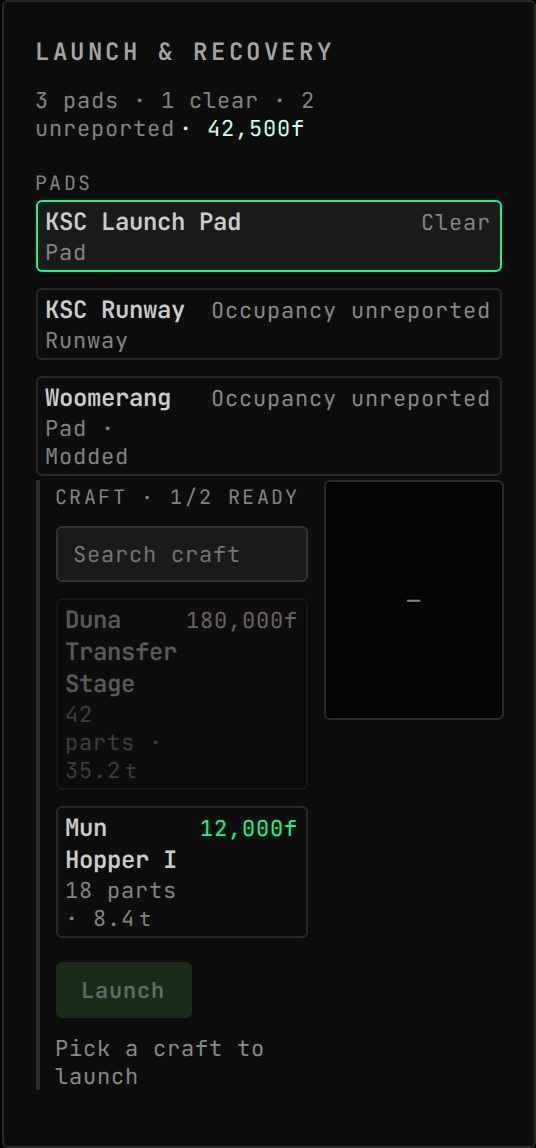 LAUNCH & RECOVERY
3 pads · 1 clear · 2
unreported · 42,500f
PADS
KSC Launch Pad Clear
Pad
KSC Runway Occupancy unreported
Runway
Woomerang Occupancy unreported
Pad ·
Modded
CRAFT · 1/2 READY
Search craft
Duna 180,000f
Transfer
Stage
42
parts ·
35.2t
Mun 12,000f
Hopper I
18 parts
· 8.4t
Launch
Pick a craft to
launch
—